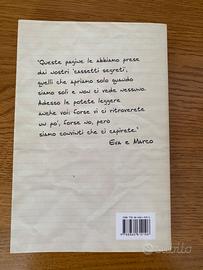 "Queste pagine le abbiamo prese
dai nostri 'cassetti segreti',
quelli che apriamo solo quando
siamo soli e non ci vede nessuno.
Adesso le potete leggere
anche voi: forse vi ci ritroverete
un po', forse no, però
siamo convinti che ci capirete."
Eva e Marco
subito